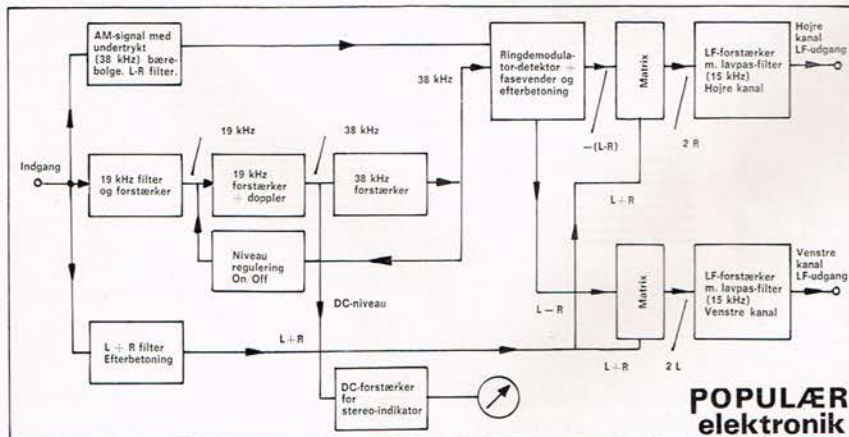 AM-signal med
undertrykt
(38 kHz) bære-
bolge. L-R filter.
38 kHz
Ringdemodula-
tor-detektor +
fasevender og
efterbetoning
—(L-R)
Matrix
2 R
LF-forstærker
m. lavpas-filter
(15 kHz)
Hojre kanal
Hojre
kanal
LF-udgang
Indgang
19 kHz filter
og forstærker
19 kHz
19 kHz
forstærker
+ doppler
38 kHz
38 kHz
forstærker
Niveau
regulering
On/Off
DC-niveau
L+R
L—R
Matrix
L+R
2 L
LF-forstærker
m. lavpas-filter
(15 kHz)
Venstre kanal
Venstre
kanal
LF-udgang
L + R filter
Efterbetoning
L+R
DC-forstærker
for
stereo-indikator
POPULÆR
elektronik